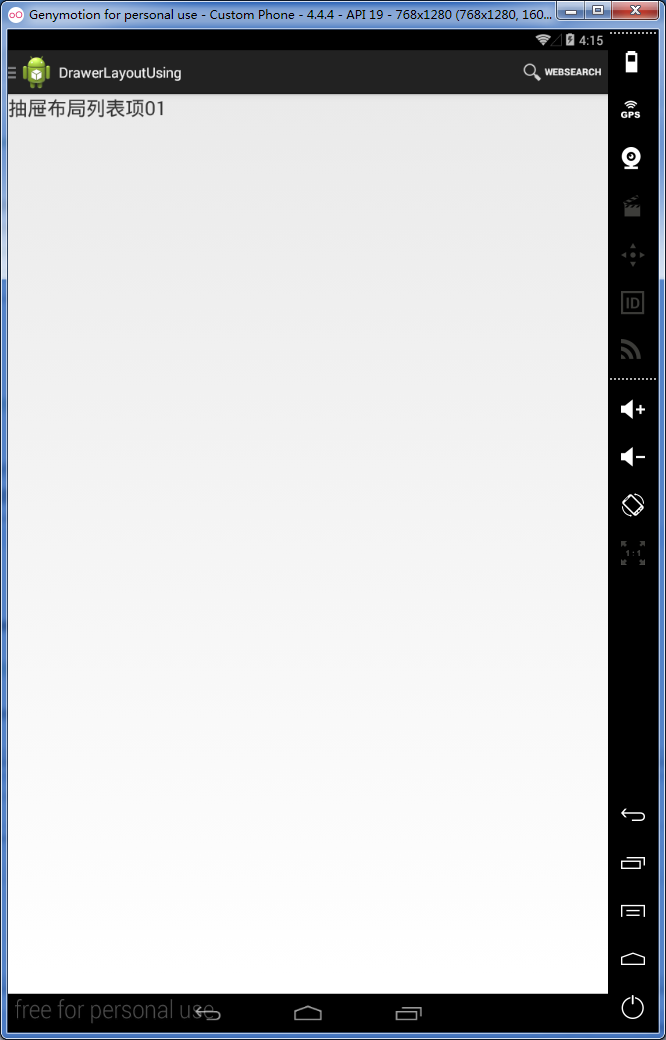 Genymotion for personal use - Custom Phone - 4.4.4 - API 19 - 768x1280 (768x1280, 160...
4:15
DrawerLayoutUsing
WEBSEARCH
抽屉布局列表项01
GPS
ID
1:1
free for personal use